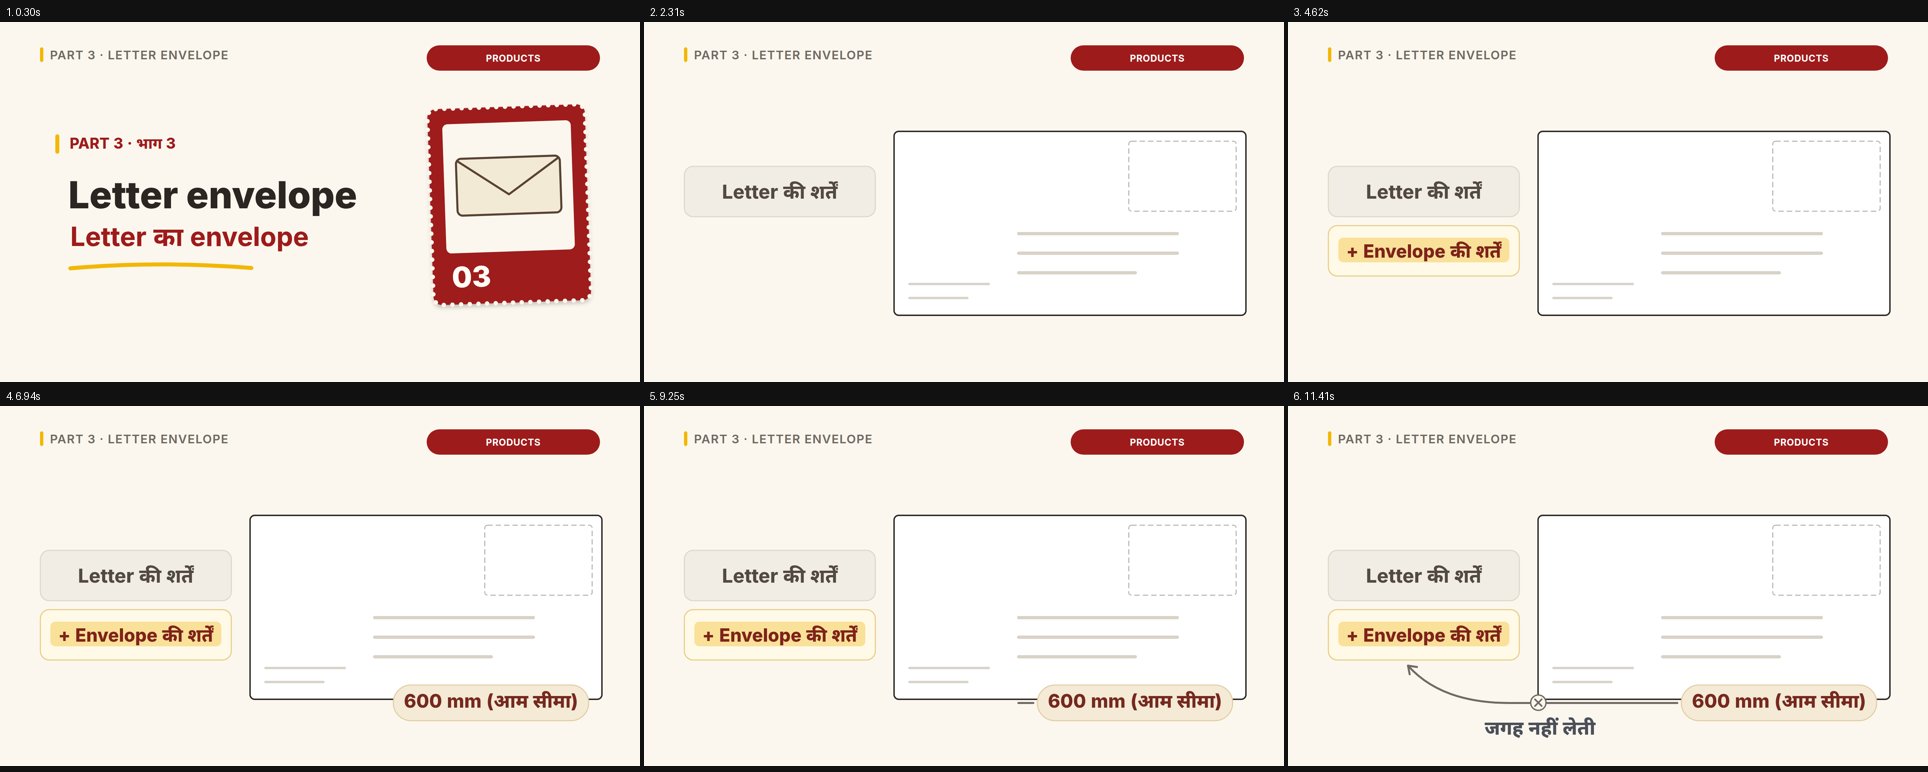 1. 0.30s
PART 3 · LETTER ENVELOPE
PRODUCTS
PART 3 · भाग 3
Letter envelope
Letter का envelope
03
2. 2.31s
PART 3 · LETTER ENVELOPE
PRODUCTS
Letter की शर्तें
3. 4.62s
PART 3 · LETTER ENVELOPE
PRODUCTS
Letter की शर्तें
+ Envelope की शर्तें
4. 6.94s
PART 3 · LETTER ENVELOPE
PRODUCTS
Letter की शर्तें
+ Envelope की शर्तें
600 mm (आम सीमा)
5. 9.25s
PART 3 · LETTER ENVELOPE
PRODUCTS
Letter की शर्तें
+ Envelope की शर्तें
600 mm (आम सीमा)
6. 11.41s
PART 3 · LETTER ENVELOPE
PRODUCTS
Letter की शर्तें
+ Envelope की शर्तें
600 mm (आम सीमा)
जगह नहीं लेती